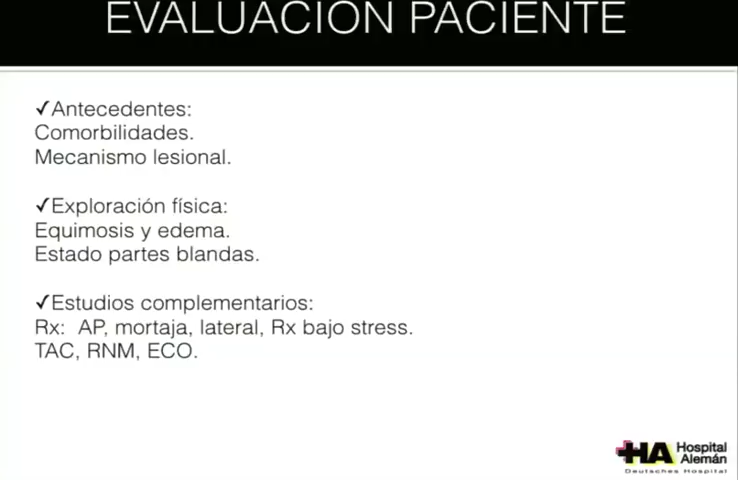 EVALUACIÓN PACIENTE
✓Antecedentes:
Comorbilidades.
Mecanismo lesional.
✓Exploración física:
Equimosis y edema.
Estado partes blandas.
✓Estudios complementarios:
Rx: AP, mortaja, lateral, Rx bajo stress.
TAC, RNM, ECO.
HA Hospital
Alemán
Deutsches Hospital